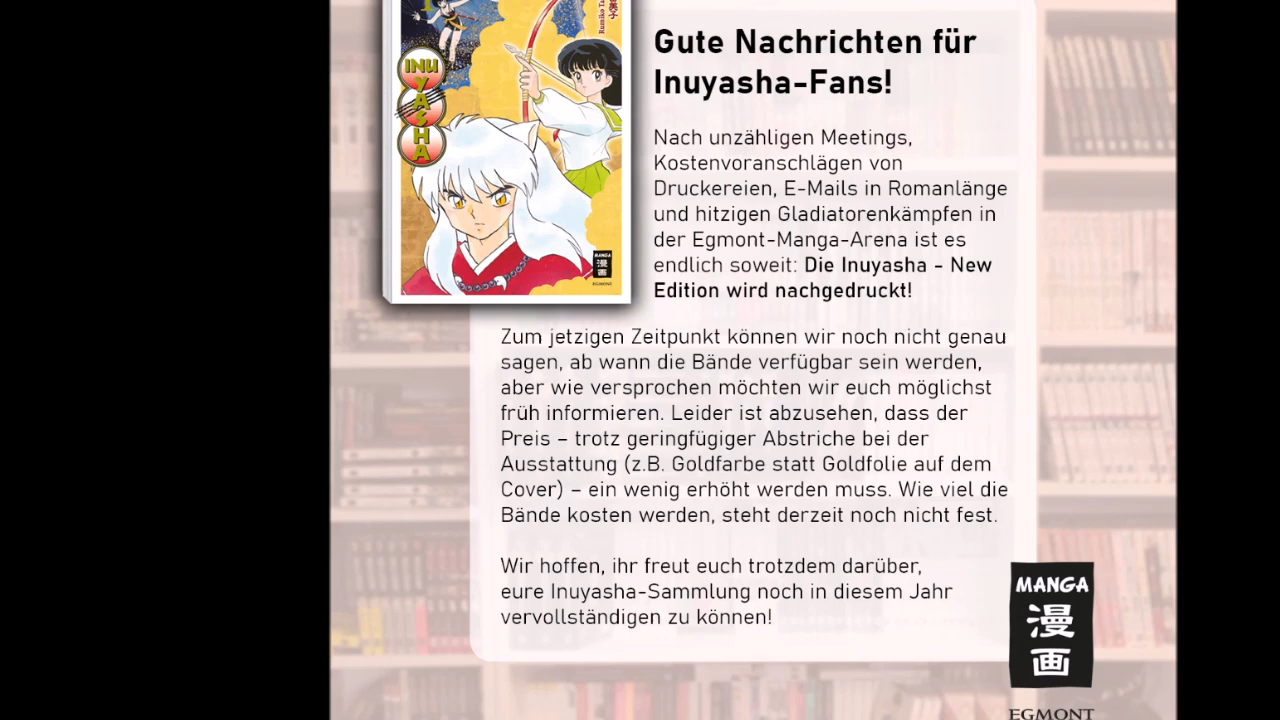 INU
Y
A
S
H
A
MANGA
漫
画
EGMONT
Gute Nachrichten für
Inuyasha-Fans!
Nach unzähligen Meetings,
Kostenvoranschlägen von
Druckereien, E-Mails in Romanlänge
und hitzigen Gladiatorenkämpfen in
der Egmont-Manga-Arena ist es
endlich soweit: Die Inuyasha - New
Edition wird nachgedruckt!
Zum jetzigen Zeitpunkt können wir noch nicht genau
sagen, ab wann die Bände verfügbar sein werden,
aber wie versprochen möchten wir euch möglichst
früh informieren. Leider ist abzusehen, dass der
Preis – trotz geringfügiger Abstriche bei der
Ausstattung (z.B. Goldfarbe statt Goldfolie auf dem
Cover) – ein wenig erhöht werden muss. Wie viel die
Bände kosten werden, steht derzeit noch nicht fest.
Wir hoffen, ihr freut euch trotzdem darüber,
eure Inuyasha-Sammlung noch in diesem Jahr
vervollständigen zu können!
MANGA
漫
画
EGMONT